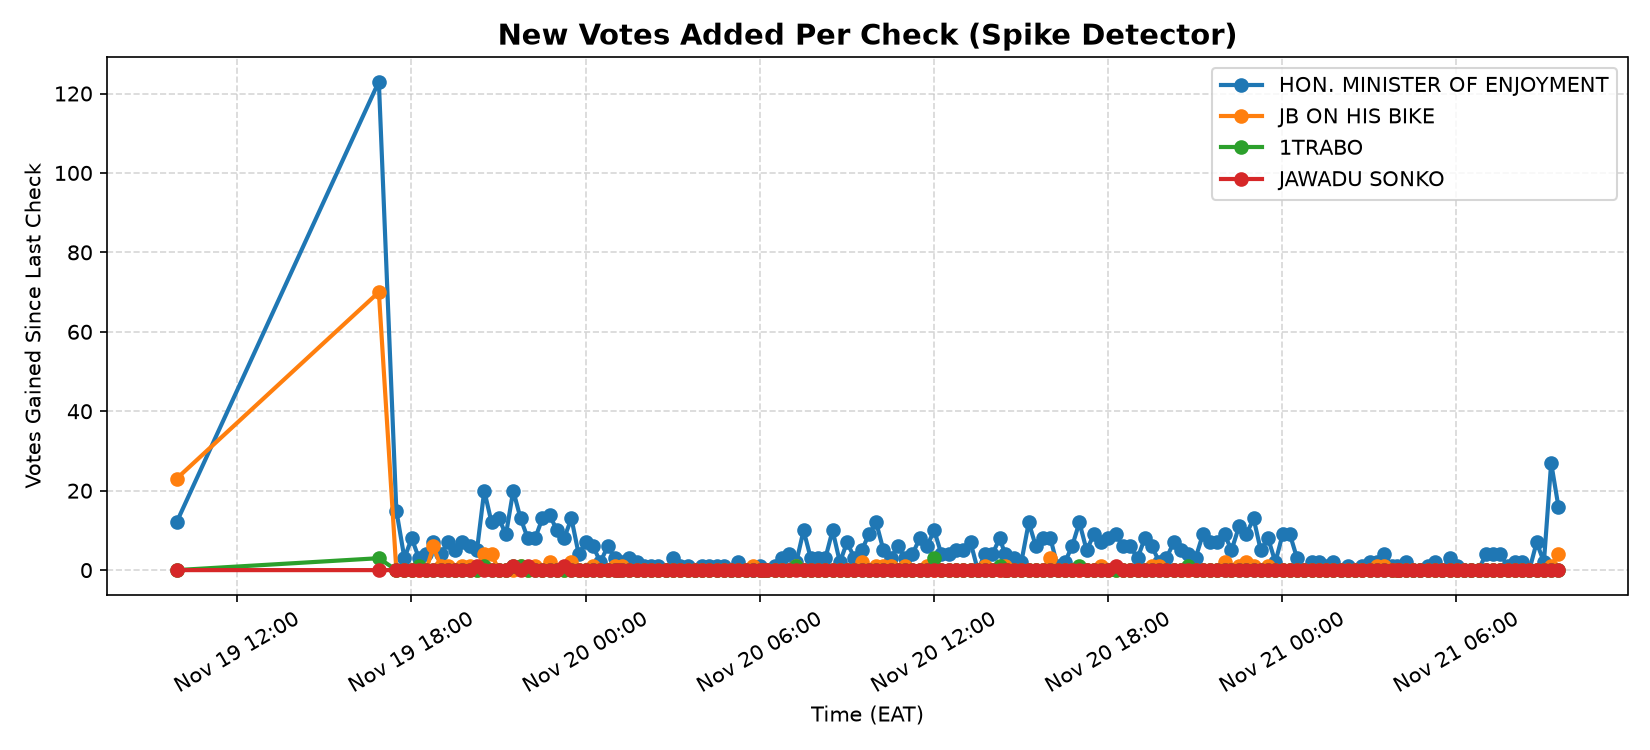 New Votes Added Per Check (Spike Detector)
HON. MINISTER OF ENJOYMENT
JB ON HIS BIKE
1TRABO
JAWADU SONKO
Votes Gained Since Last Check
120
100
80
60
40
20
0
Nov 19 12:00
Nov 19 18:00
Nov 20 00:00
Nov 20 06:00
Nov 20 12:00
Nov 20 18:00
Nov 21 00:00
Nov 21 06:00
Time (EAT)